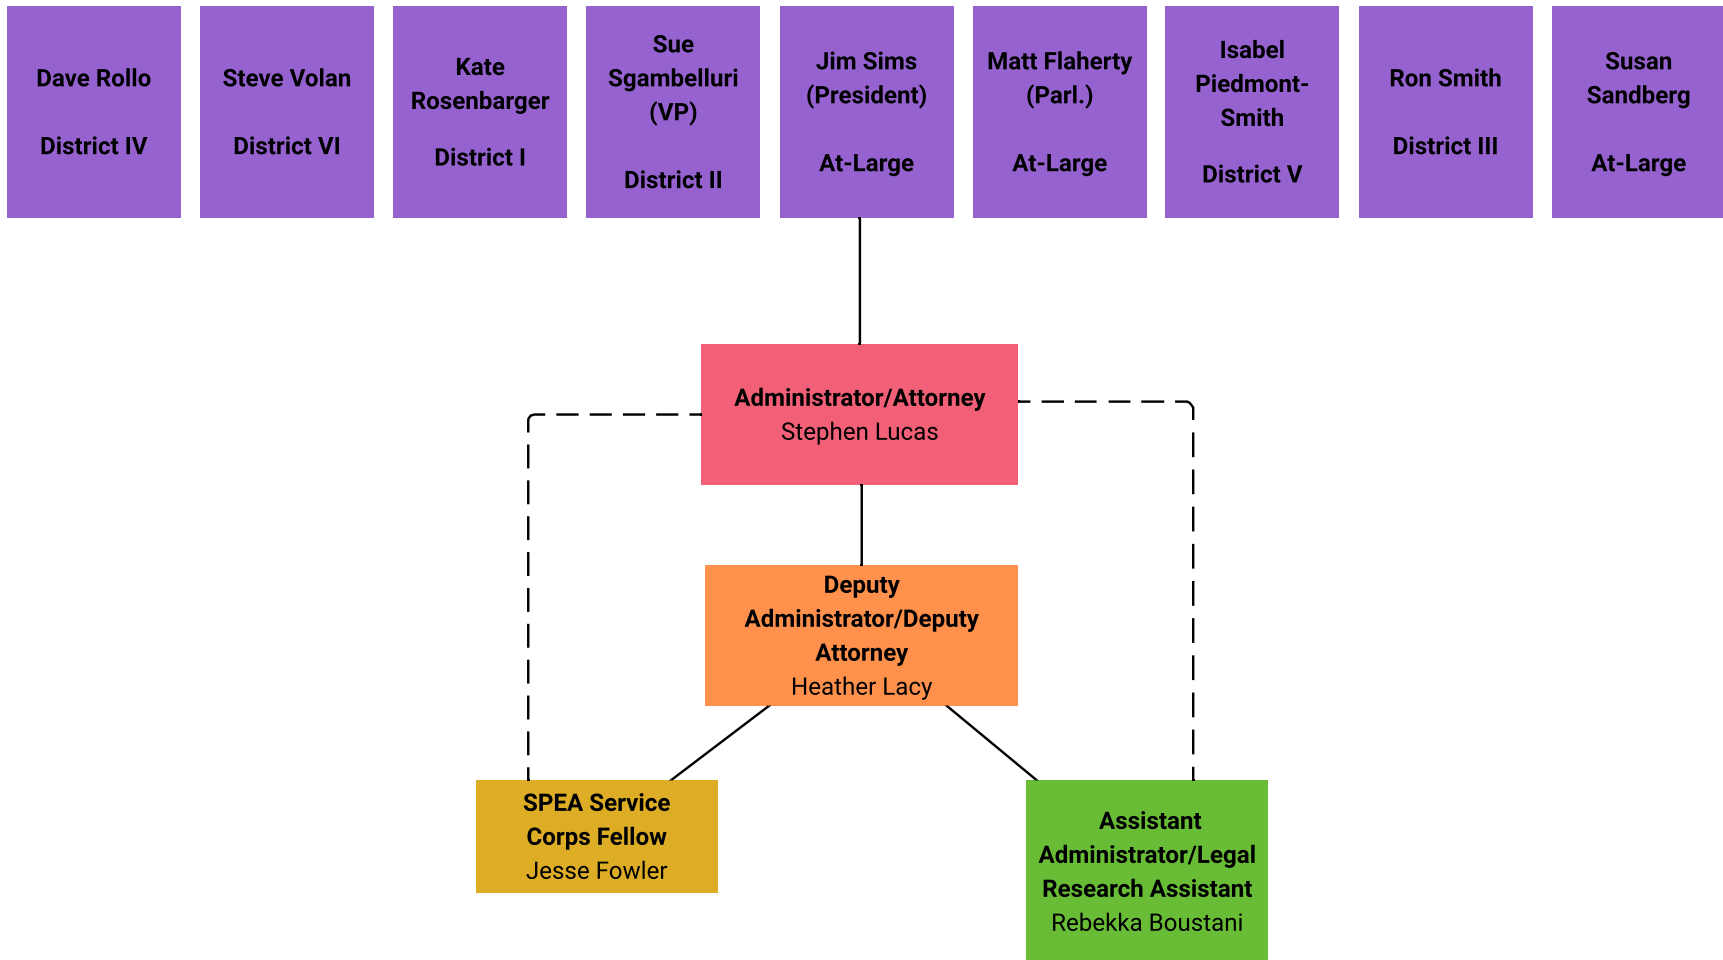 Dave Rollo
District IV
Steve Volan
District VI
Kate
Rosenbarger
District I
Sue
Sgambelluri
(VP)
District II
Jim Sims
(President)
At-Large
Matt Flaherty
(Parl.)
At-Large
Isabel
Piedmont-
Smith
District V
Ron Smith
District III
Susan
Sandberg
At-Large
Administrator/Attorney
Stephen Lucas
Deputy
Administrator/Deputy
Attorney
Heather Lacy
SPEA Service
Corps Fellow
Jesse Fowler
Assistant
Administrator/Legal
Research Assistant
Rebekka Boustani